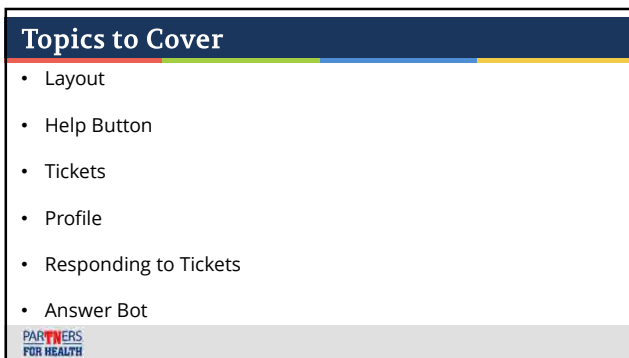 Topics to Cover
• Layout
• Help Button
• Tickets
• Profile
• Responding to Tickets
• Answer Bot
PARTNERS
FOR HEALTH